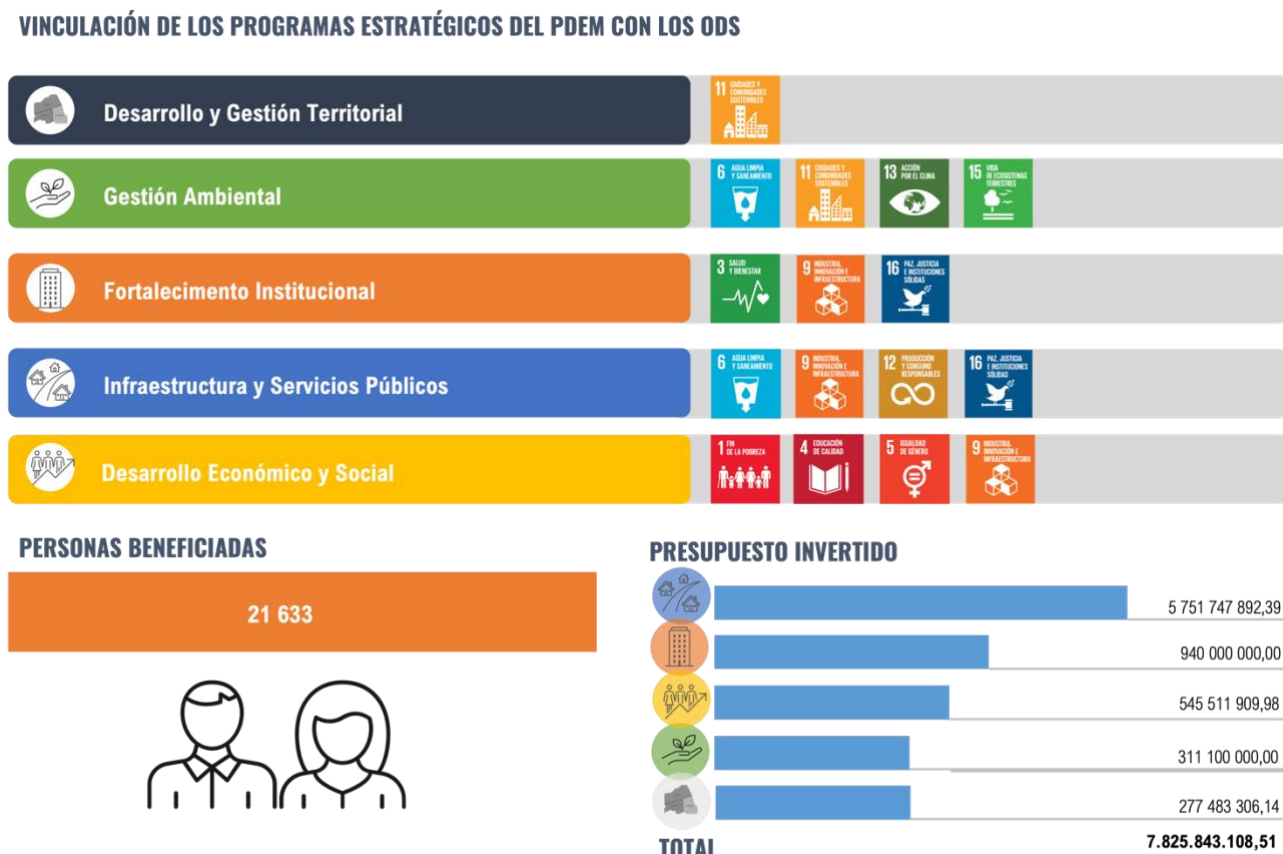 VINCULACIÓN DE LOS PROGRAMAS ESTRATÉGICOS DEL PDEM CON LOS ODS
Desarrollo y Gestión Territorial
11 CIUDADES Y
COMUNIDADES
SOSTENIBLES
Gestión Ambiental
6 AGUA LIMPIA
Y SANEAMIENTO
11 CIUDADES Y
COMUNIDADES
SOSTENIBLES
13 ACCIÓN
POR EL CLIMA
15 VIDA
DE ECOSISTEMAS
TERRESTRES
Fortalecimento Institucional
3 SALUD
Y BIENESTAR
9 INDUSTRIA,
INNOVACIÓN E
INFRAESTRUCTURA
16 PAZ, JUSTICIA
E INSTITUCIONES
SÓLIDAS
Infraestructura y Servicios Públicos
6 AGUA LIMPIA
Y SANEAMIENTO
9 INDUSTRIA,
INNOVACIÓN E
INFRAESTRUCTURA
12 PRODUCCIÓN
Y CONSUMO
RESPONSABLES
16 PAZ, JUSTICIA
E INSTITUCIONES
SÓLIDAS
Desarrollo Económico y Social
1 FIN
DE LA POBREZA
4 EDUCACIÓN
DE CALIDAD
5 IGUALDAD
DE GÉNERO
9 INDUSTRIA,
INNOVACIÓN E
INFRAESTRUCTURA
PERSONAS BENEFICIADAS
21 633
PRESUPUESTO INVERTIDO
5 751 747 892,39
940 000 000,00
545 511 909,98
311 100 000,00
277 483 306,14
TOTAL
7.825.843.108,51